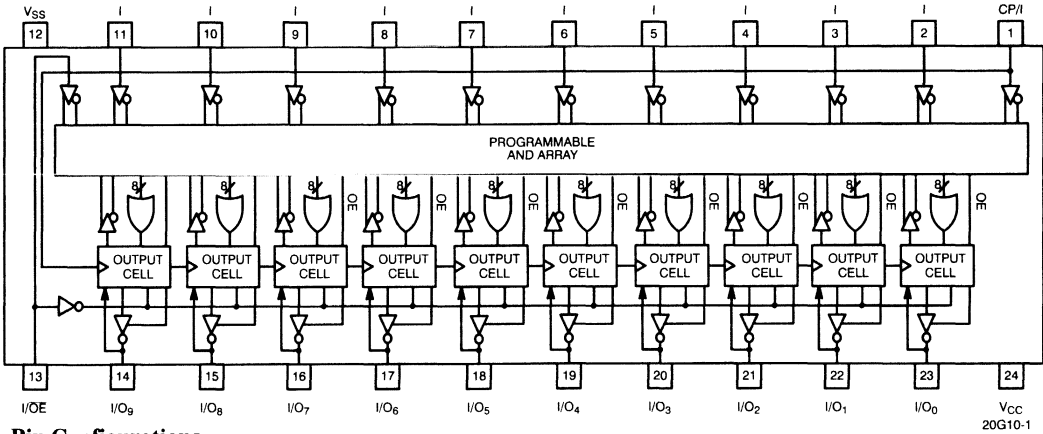 V_SS I I I I I I I I I I CP/I
12 11 10 9 8 7 6 5 4 3 2 1
PROGRAMMABLE
AND ARRAY
8 8 8 8 8 8 8 8 8 8
OE OE OE OE OE OE OE OE
OUTPUT OUTPUT OUTPUT OUTPUT OUTPUT OUTPUT OUTPUT OUTPUT OUTPUT OUTPUT
CELL CELL CELL CELL CELL CELL CELL CELL CELL CELL
13 14 15 16 17 18 19 20 21 22 23 24
I/O̅E̅ I/O₉ I/O₈ I/O₇ I/O₆ I/O₅ I/O₄ I/O₃ I/O₂ I/O₁ I/O₀ V_CC
20G10-1
Pin Configurations